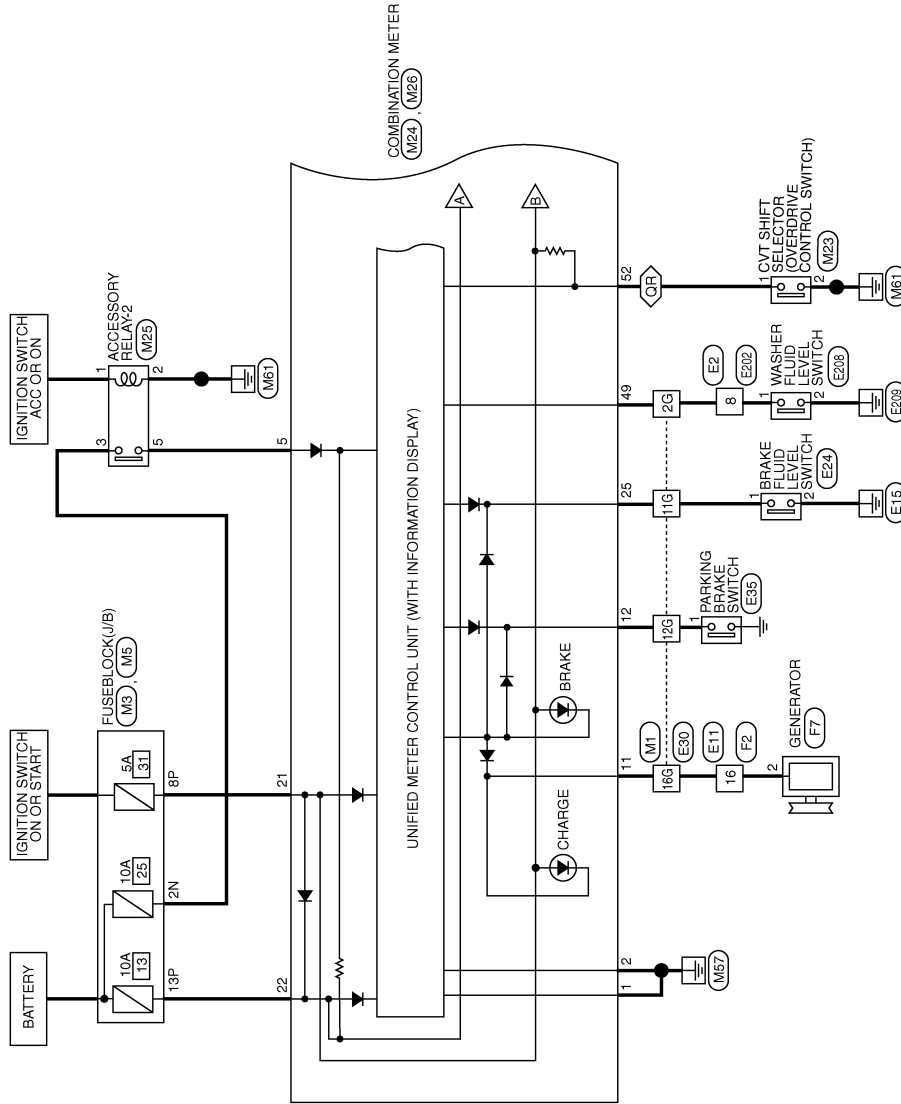 BATTERY
IGNITION SWITCH
ON OR START
IGNITION SWITCH
ACC OR ON
FUSEBLOCK(J/B)
M3 , M5
10A
13
10A
25
5A
31
13P
2N
8P
ACCESSORY
RELAY-2
M25
1
2
3
5
M61
COMBINATION METER
M24 , M26
22
21
5
UNIFIED METER CONTROL UNIT (WITH INFORMATION DISPLAY)
A
B
CHARGE
BRAKE
1
2
11
12
25
49
52
M57
16G
M1
E30
E11
16
F2
2
GENERATOR
F7
12G
1
PARKING
BRAKE
SWITCH
E35
11G
1
2
BRAKE
FLUID
LEVEL
SWITCH
E24
E15
2G
E2
8
E202
1
2
WASHER
FLUID
LEVEL
SWITCH
E208
E209
QR
1
2
CVT SHIFT
SELECTOR
(OVERDRIVE
CONTROL SWITCH)
M23
M61